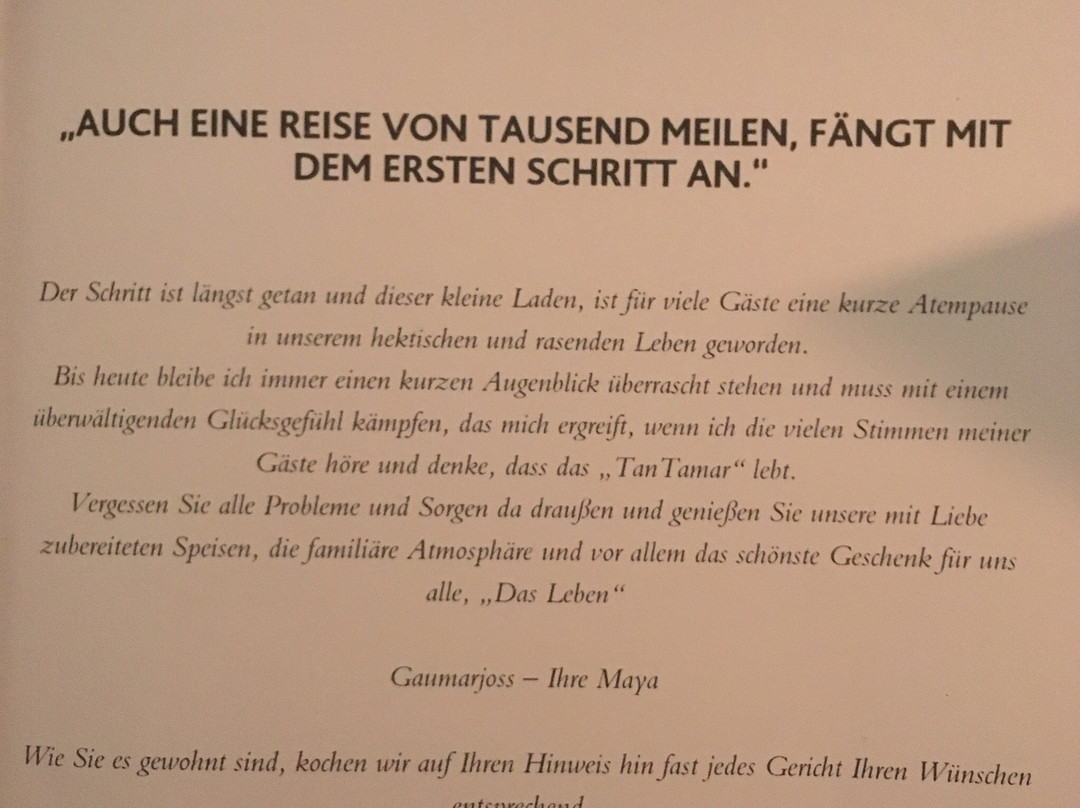 „AUCH EINE REISE VON TAUSEND MEILEN, FÄNGT MIT
DEM ERSTEN SCHRITT AN."
Der Schritt ist längst getan und dieser kleine Laden, ist für viele Gäste eine kurze Atempause
in unserem hektischen und rasenden Leben geworden.
Bis heute bleibe ich immer einen kurzen Augenblick überrascht stehen und muss mit einem
überwältigenden Glücksgefühl kämpfen, das mich ergreift, wenn ich die vielen Stimmen meiner
Gäste höre und denke, dass das „TanTamar“ lebt.
Vergessen Sie alle Probleme und Sorgen da draußen und genießen Sie unsere mit Liebe
zubereiteten Speisen, die familiäre Atmosphäre und vor allem das schönste Geschenk für uns
alle, „Das Leben“
Gaumarjoss – Ihre Maya
Wie Sie es gewohnt sind, kochen wir auf Ihren Hinweis hin fast jedes Gericht Ihren Wünschen
entsprechend.